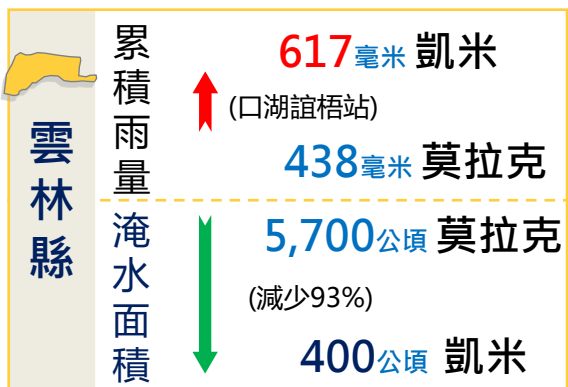 雲林縣
累積雨量
617毫米 凱米
(口湖誼梧站)
438毫米 莫拉克
淹水面積
5,700公頃 莫拉克
(減少93%)
400公頃 凱米